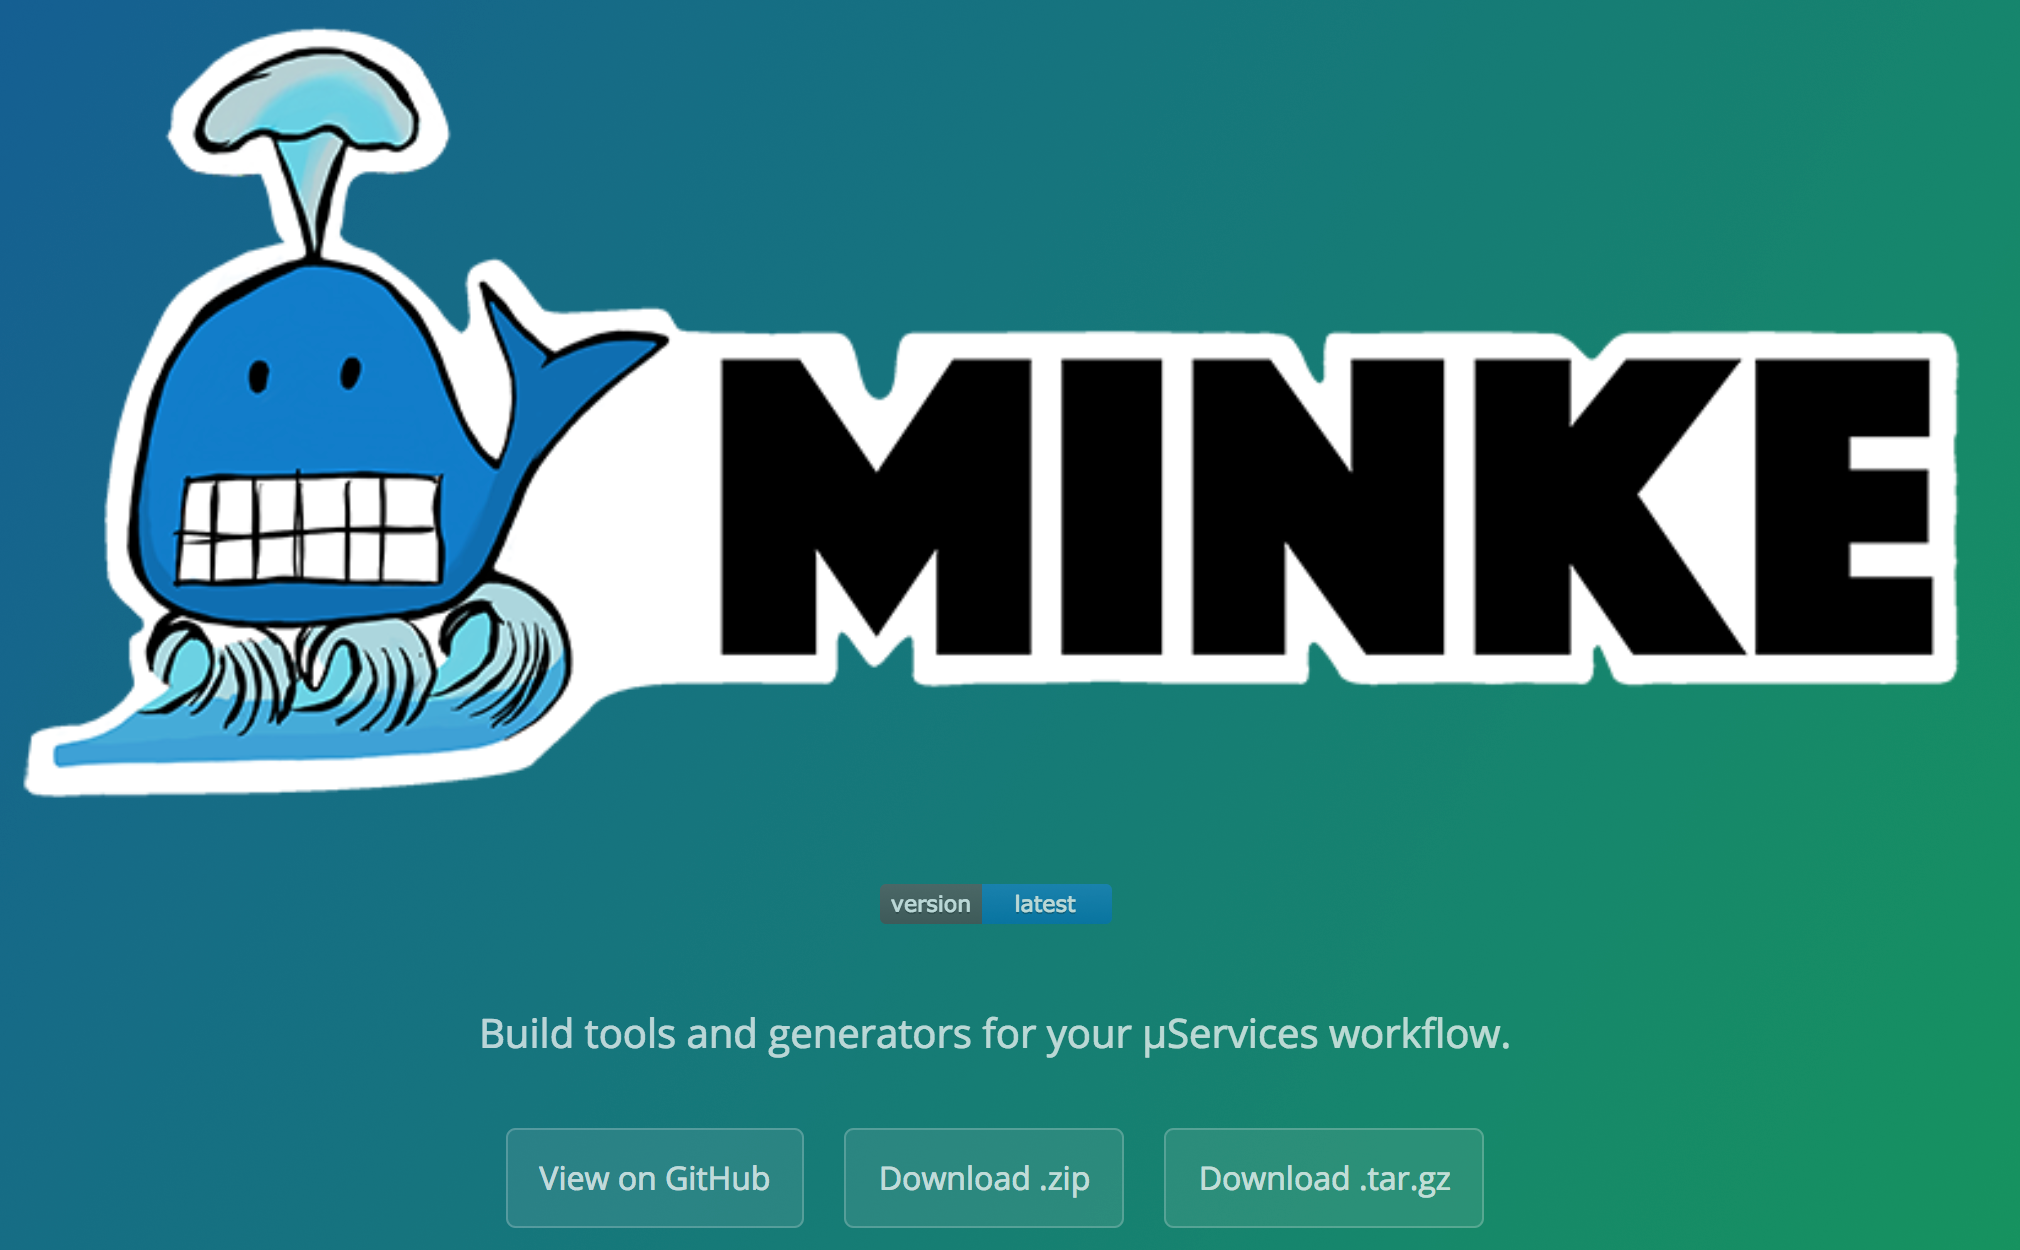 MINKE
version latest
Build tools and generators for your µServices workflow.
View on GitHub Download .zip Download .tar.gz